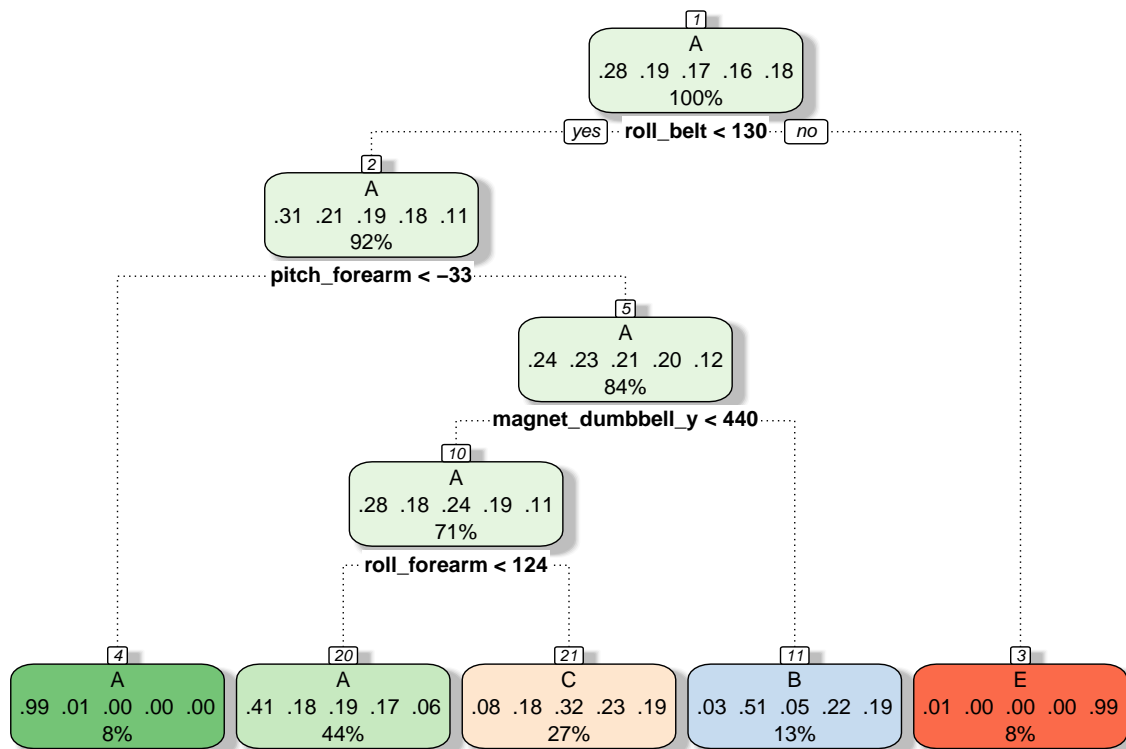 1
A
.28 .19 .17 .16 .18
100%
yes roll_belt < 130 no
2
A
.31 .21 .19 .18 .11
92%
pitch_forearm < −33
5
A
.24 .23 .21 .20 .12
84%
magnet_dumbbell_y < 440
10
A
.28 .18 .24 .19 .11
71%
roll_forearm < 124
4
A
.99 .01 .00 .00 .00
8%
20
A
.41 .18 .19 .17 .06
44%
21
C
.08 .18 .32 .23 .19
27%
11
B
.03 .51 .05 .22 .19
13%
3
E
.01 .00 .00 .00 .99
8%